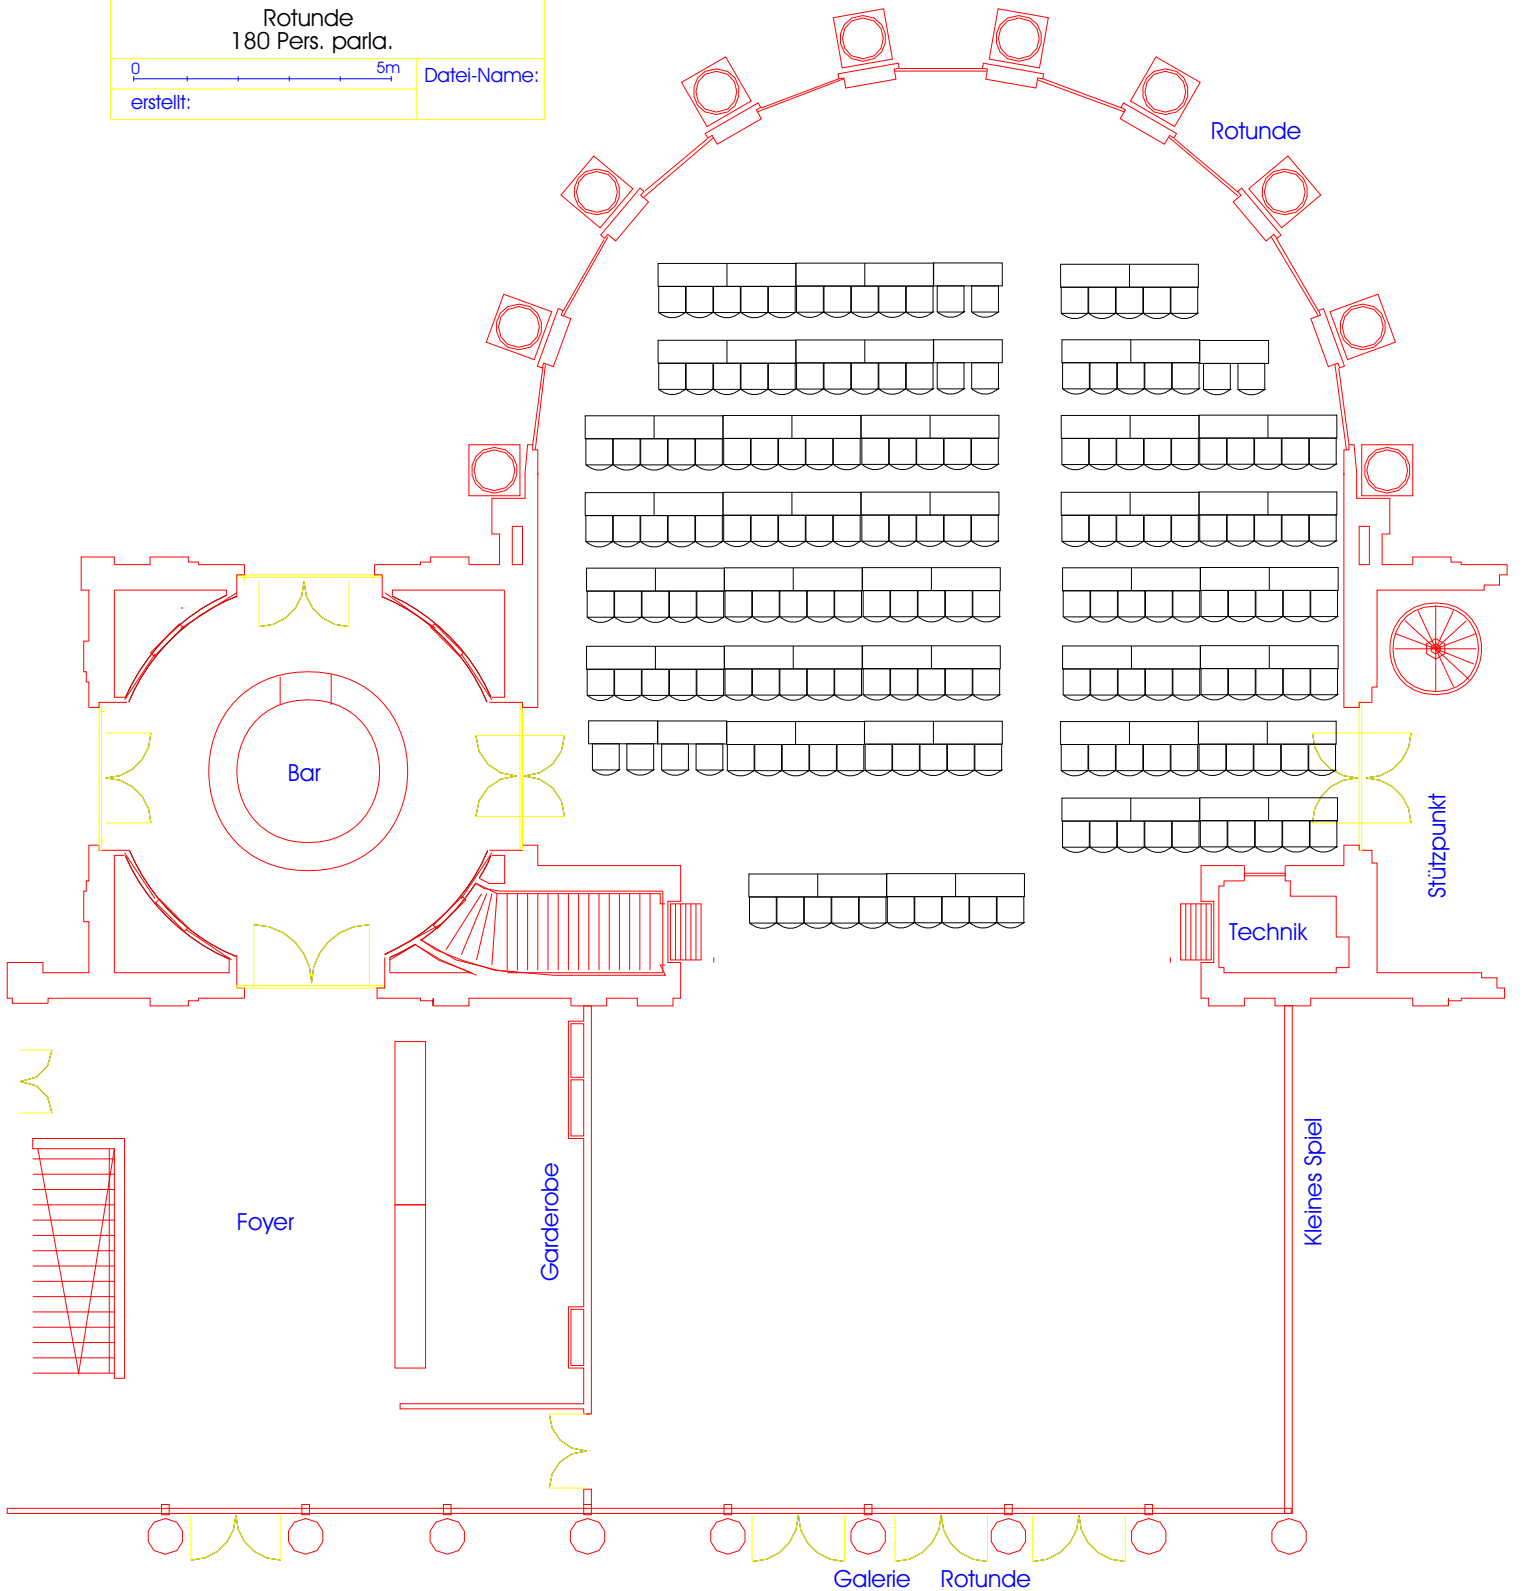 Rotunde
180 Pers. parla.
0 5m
Datei-Name:
erstellt:
Rotunde
Bar
Stützpunkt
Technik
Foyer
Garderobe
Kleines Spiel
Galerie Rotunde